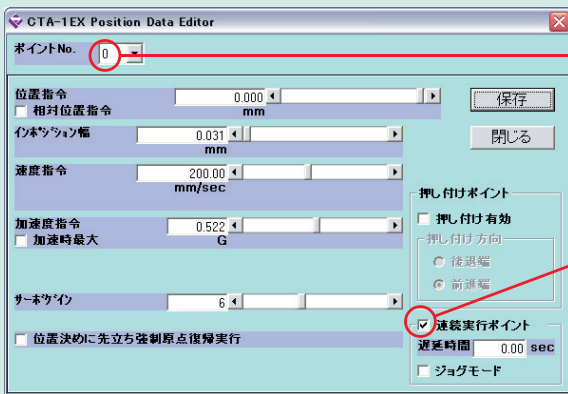 CTA-1EX Position Data Editor
ポイントNo. 0
位置指令 0.000
相対位置指令 mm
保存
インポジション幅 0.031
mm
閉じる
速度指令 200.00
mm/sec
押し付けポイント
押し付け有効
加速度指令 0.522
加速時最大 G
押し付け方向
後退端
前進端
サーボゲイン 6
連続実行ポイント
位置決めに先立ち強制原点復帰実行
遅延時間 0.00 sec
ジョグモード